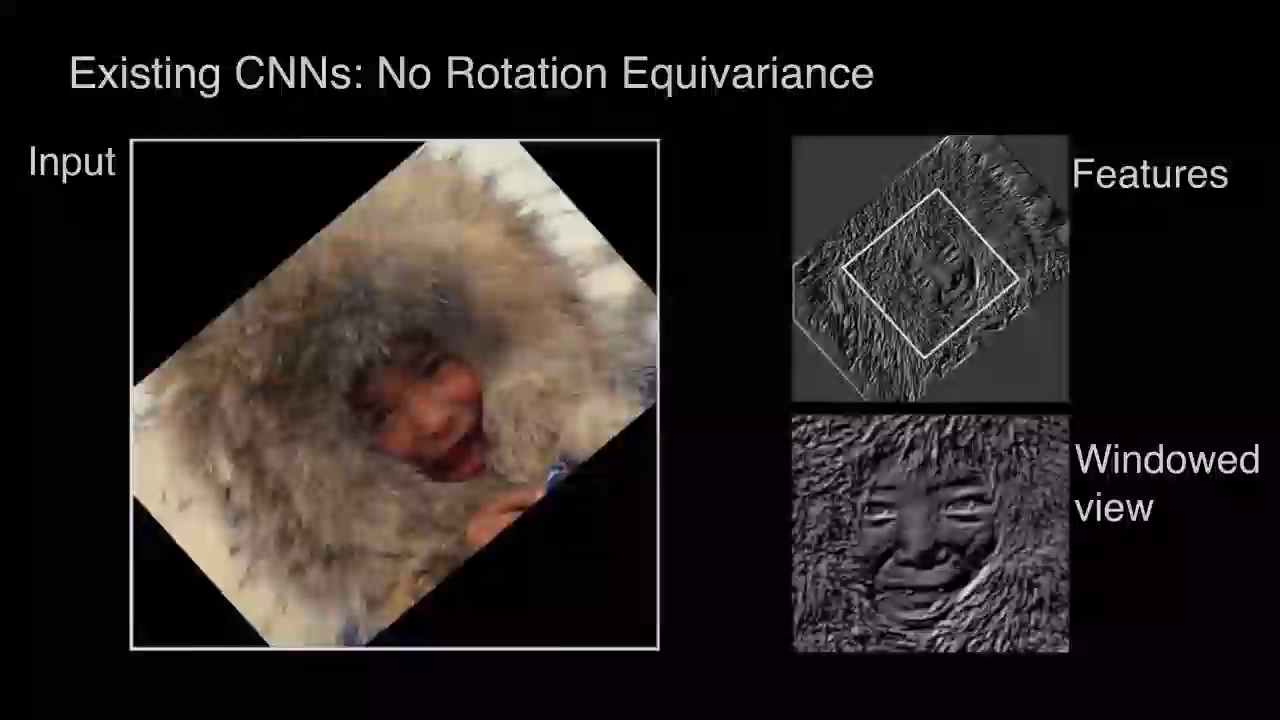 Existing CNNs: No Rotation Equivariance
Input
Features
Windowed
view